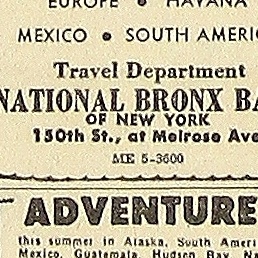 EUROPE • HAVANA
MEXICO • SOUTH AMERI
Travel Department
NATIONAL BRONX BA
OF NEW YORK
150th St., at Melrose Ave
ME 5-3600
ADVENTURE
this summer in Alaska, South Ameri
Mexico, Guatemala, Hudson Bay, Na